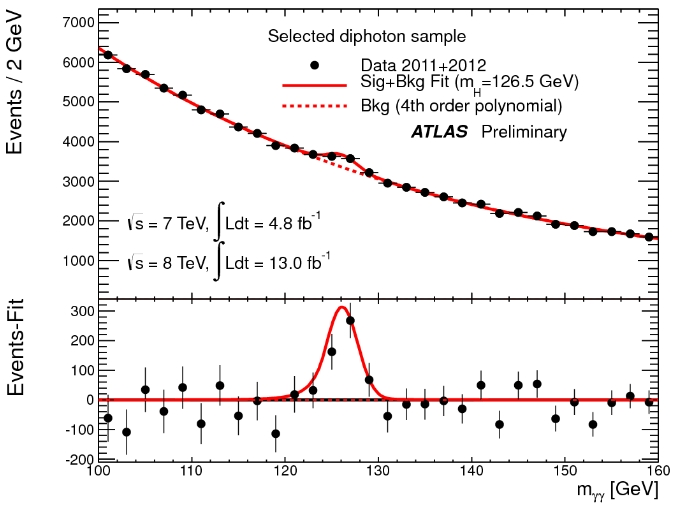 Events / 2 GeV
7000
6000
5000
4000
3000
2000
1000
Selected diphoton sample
Data 2011+2012
Sig+Bkg Fit (m_H=126.5 GeV)
Bkg (4th order polynomial)
ATLAS Preliminary
√s = 7 TeV, ∫Ldt = 4.8 fb⁻¹
√s = 8 TeV, ∫Ldt = 13.0 fb⁻¹
Events-Fit
300
200
100
0
-100
-200
100 110 120 130 140 150 160
m_γγ [GeV]